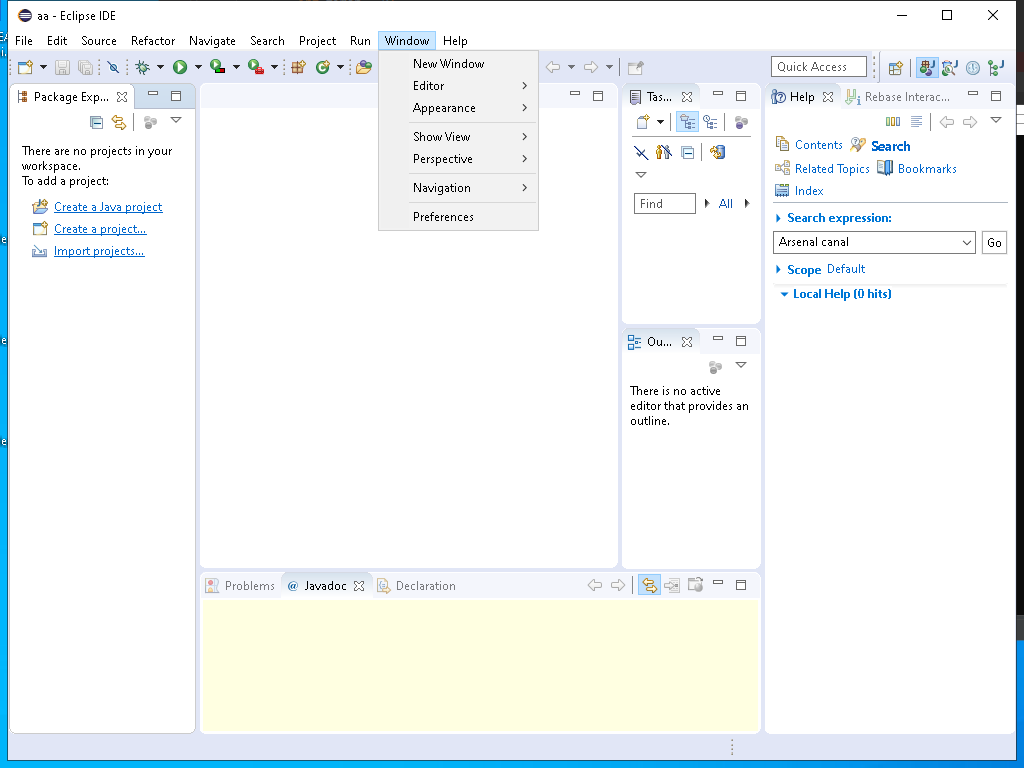 aa - Eclipse IDE
File Edit Source Refactor Navigate Search Project Run Window Help
Quick Access
New Window
Editor
Appearance
Show View
Perspective
Navigation
Preferences
Package Exp...
There are no projects in your
workspace.
To add a project:
Create a Java project
Create a project...
Import projects...
Tas...
Find
All
Ou...
There is no active
editor that provides an
outline.
Help Rebase Interac...
Contents Search
Related Topics Bookmarks
Index
Search expression:
Arsenal canal Go
Scope Default
Local Help (0 hits)
Problems @ Javadoc Declaration